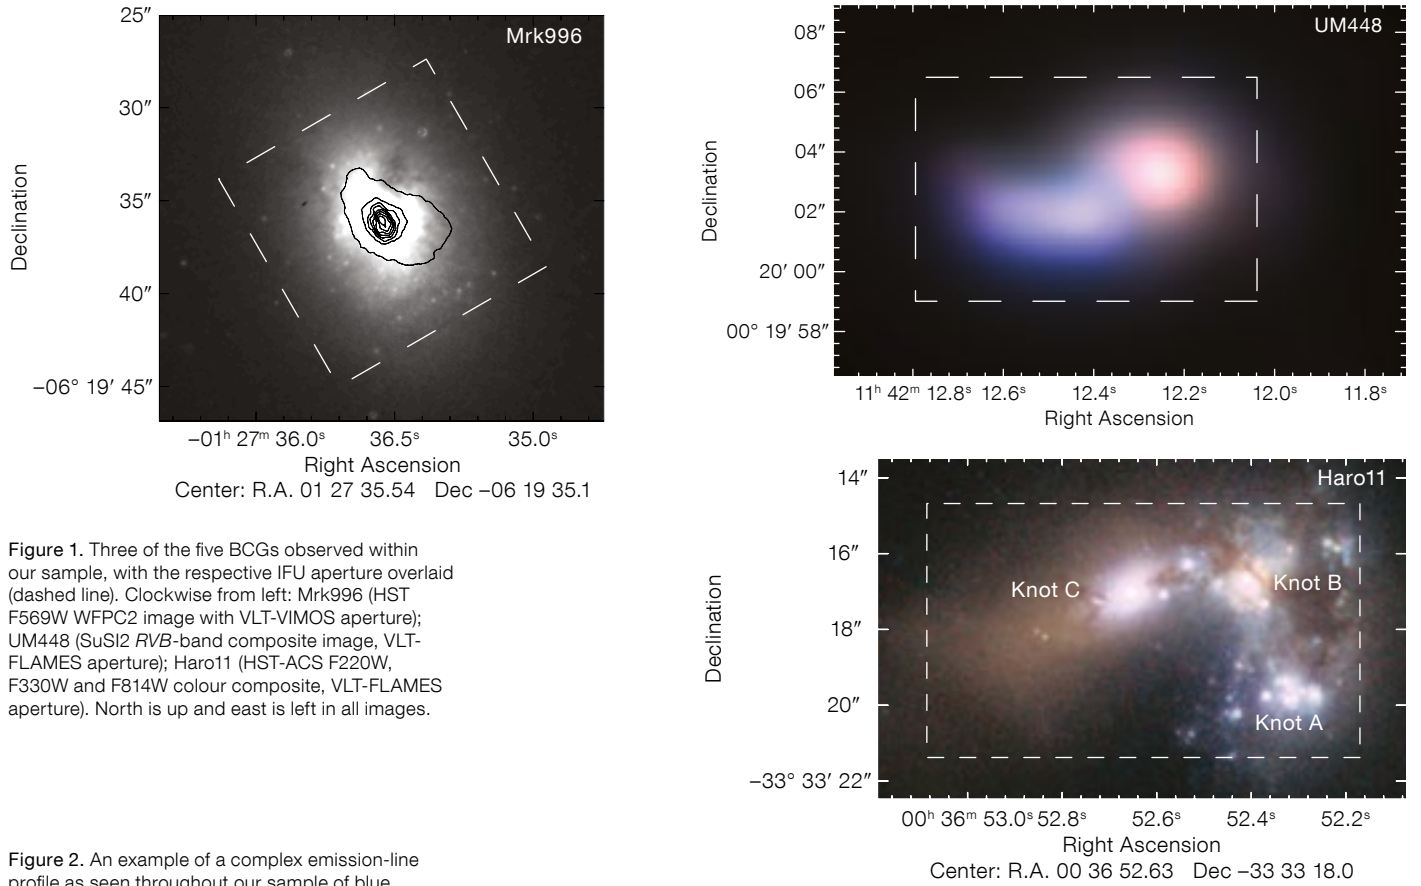 25″
Mrk996
30″
35″
40″
−06° 19′ 45″
Declination
−01ʰ 27ᵐ 36.0ˢ 36.5ˢ 35.0ˢ
Right Ascension
Center: R.A. 01 27 35.54 Dec −06 19 35.1
UM448
08″
06″
04″
02″
20′ 00″
00° 19′ 58″
Declination
11ʰ 42ᵐ 12.8ˢ 12.6ˢ 12.4ˢ 12.2ˢ 12.0ˢ 11.8ˢ
Right Ascension
Haro11
14″
16″
18″
20″
−33° 33′ 22″
Declination
Knot C
Knot B
Knot A
00ʰ 36ᵐ 53.0ˢ 52.8ˢ 52.6ˢ 52.4ˢ 52.2ˢ
Right Ascension
Center: R.A. 00 36 52.63 Dec −33 33 18.0
Figure 1. Three of the five BCGs observed within
our sample, with the respective IFU aperture overlaid
(dashed line). Clockwise from left: Mrk996 (HST
F569W WFPC2 image with VLT-VIMOS aperture);
UM448 (SuSI2 RVB-band composite image, VLT-
FLAMES aperture); Haro11 (HST-ACS F220W,
F330W and F814W colour composite, VLT-FLAMES
aperture). North is up and east is left in all images.
Figure 2. An example of a complex emission-line
profile as seen throughout our sample of blue